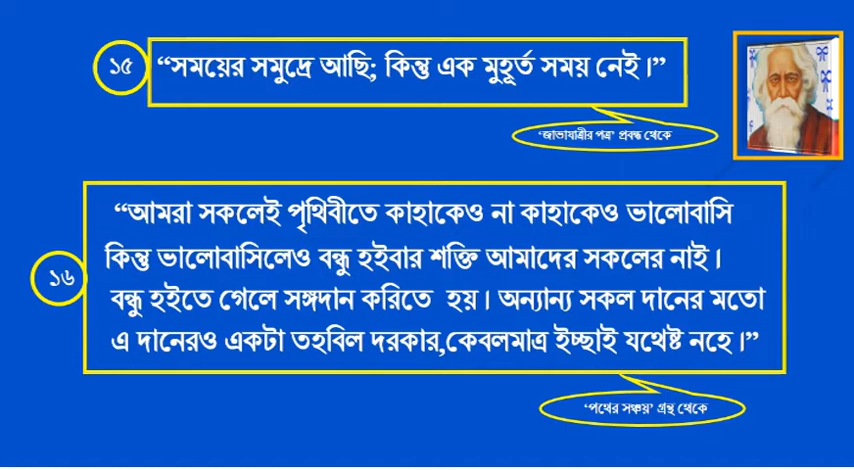 ১৫
“সময়ের সমুদ্রে আছি; কিন্তু এক মুহূর্ত সময় নেই।”
‘জাভাযাত্রীর পত্র’ প্রবন্ধ থেকে
“আমরা সকলেই পৃথিবীতে কাহাকেও না কাহাকেও ভালোবাসি
কিন্তু ভালোবাসিলেও বন্ধু হইবার শক্তি আমাদের সকলের নাই।
১৬
বন্ধু হইতে গেলে সঙ্গদান করিতে হয়। অন্যান্য সকল দানের মতো
এ দানেরও একটা তহবিল দরকার,কেবলমাত্র ইচ্ছাই যথেষ্ট নহে।”
‘পথের সঞ্চয়’ গ্রন্থ থেকে